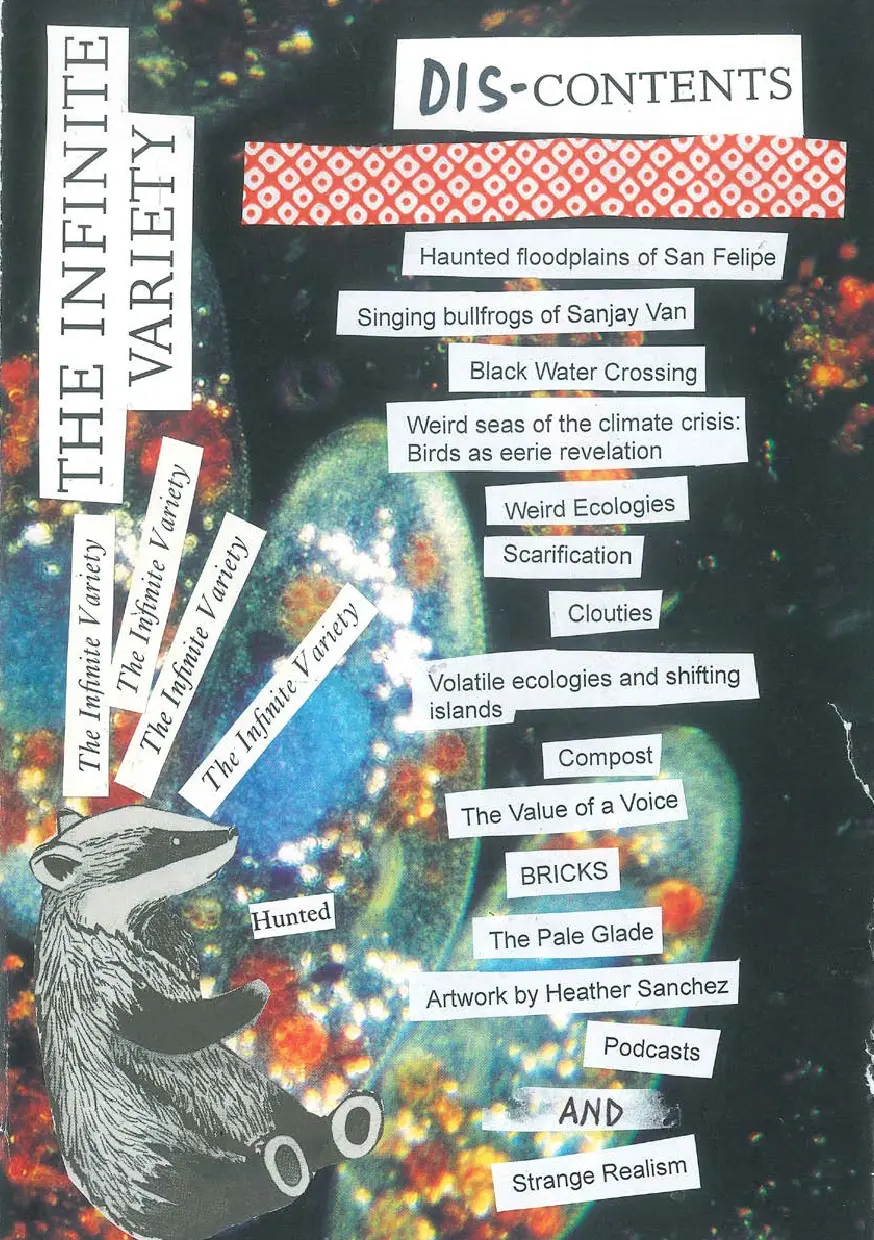 THE INFINITE
VARIETY
DIS-CONTENTS
Haunted floodplains of San Felipe
Singing bullfrogs of Sanjay Van
Black Water Crossing
Weird seas of the climate crisis:
Birds as eerie revelation
Weird Ecologies
Scarification
Clouties
Volatile ecologies and shifting
islands
Compost
The Value of a Voice
BRICKS
The Pale Glade
Artwork by Heather Sanchez
Podcasts
AND
Strange Realism
The Infinite Variety
The Infinite Variety
The Infinite Variety
The Infinite Variety
Hunted